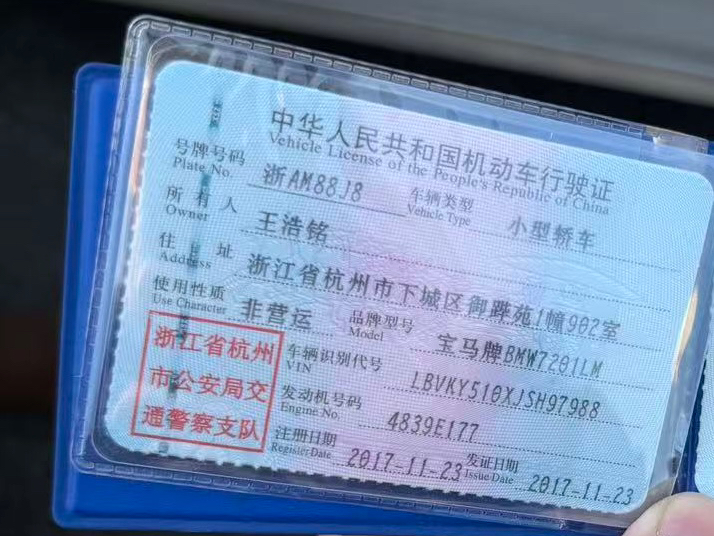 中华人民共和国机动车行驶证
Vehicle License of the People's Republic of China
号牌号码 浙AM88J8 车辆类型 小型轿车
Plate No. Vehicle Type
所有人 王浩铭
Owner
住址 浙江省杭州市下城区御跸苑1幢902室
Address
使用性质 非营运 品牌型号 宝马牌BMW7201LM
Use Character Model
浙江省杭州
市公安局交
通警察支队
车辆识别代号 LBVKY510XJSH97988
VIN
发动机号码 4839E177
Engine No.
注册日期 2017-11-23 发证日期 2017-11-23
Register Date Issue Date